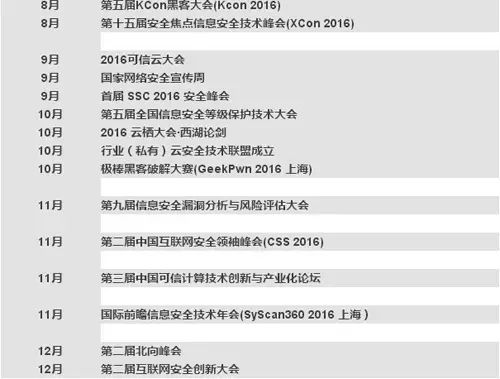 8月 第五届KCon黑客大会(Kcon 2016)
8月 第十五届安全焦点信息安全技术峰会(XCon 2016)
9月 2016可信云大会
9月 国家网络安全宣传周
9月 首届 SSC 2016 安全峰会
10月 第五届全国信息安全等级保护技术大会
10月 2016 云栖大会·西湖论剑
10月 行业（私有）云安全技术联盟成立
10月 极棒黑客破解大赛(GeekPwn 2016 上海)
11月 第九届信息安全漏洞分析与风险评估大会
11月 第二届中国互联网安全领袖峰会(CSS 2016)
11月 第三届中国可信计算技术创新与产业化论坛
11月 国际前瞻信息安全技术年会(SyScan360 2016 上海）
12月 第二届北向峰会
12月 第二届互联网安全创新大会